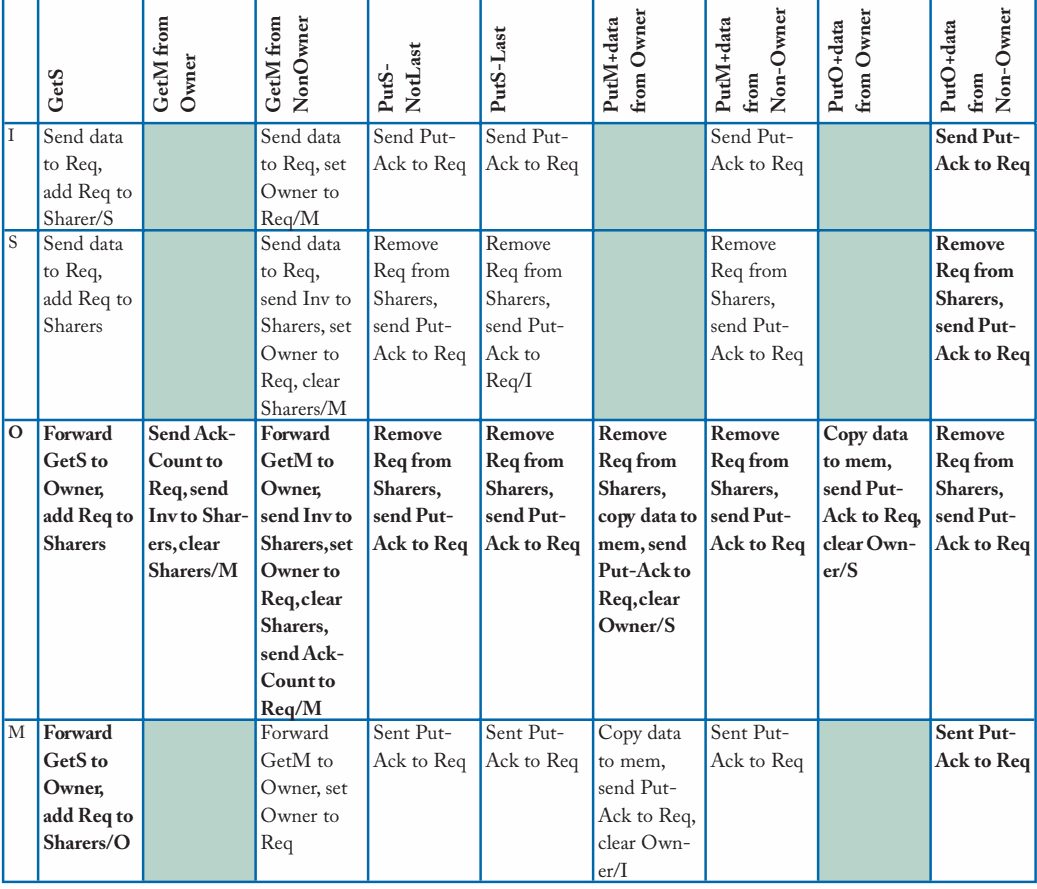 GetS
GetM from
Owner
GetM from
NonOwner
PutS-
NotLast
PutS-Last
PutM+data
from Owner
PutM+data
from
Non-Owner
PutO+data
from Owner
PutO+data
from
Non-Owner
I
Send data
to Req,
add Req to
Sharer/S
Send data
to Req, set
Owner to
Req/M
Send Put-
Ack to Req
Send Put-
Ack to Req
Send Put-
Ack to Req
Send Put-
Ack to Req
S
Send data
to Req,
add Req to
Sharers
Send data
to Req,
send Inv to
Sharers, set
Owner to
Req, clear
Sharers/M
Remove
Req from
Sharers,
send Put-
Ack to Req
Remove
Req from
Sharers,
send Put-
Ack to
Req/I
Remove
Req from
Sharers,
send Put-
Ack to Req
Remove
Req from
Sharers,
send Put-
Ack to Req
O
Forward
GetS to
Owner,
add Req to
Sharers
Send Ack-
Count to
Req, send
Inv to Shar-
ers, clear
Sharers/M
Forward
GetM to
Owner,
send Inv to
Sharers, set
Owner to
Req, clear
Sharers,
send Ack-
Count to
Req/M
Remove
Req from
Sharers,
send Put-
Ack to Req
Remove
Req from
Sharers,
send Put-
Ack to Req
Remove
Req from
Sharers,
copy data to
mem, send
Put-Ack to
Req, clear
Owner/S
Remove
Req from
Sharers,
send Put-
Ack to Req
Copy data
to mem,
send Put-
Ack to Req,
clear Own-
er/S
Remove
Req from
Sharers,
send Put-
Ack to Req
M
Forward
GetS to
Owner,
add Req to
Sharers/O
Forward
GetM to
Owner, set
Owner to
Req
Sent Put-
Ack to Req
Sent Put-
Ack to Req
Copy data
to mem,
send Put-
Ack to Req,
clear Own-
er/I
Sent Put-
Ack to Req
Sent Put-
Ack to Req